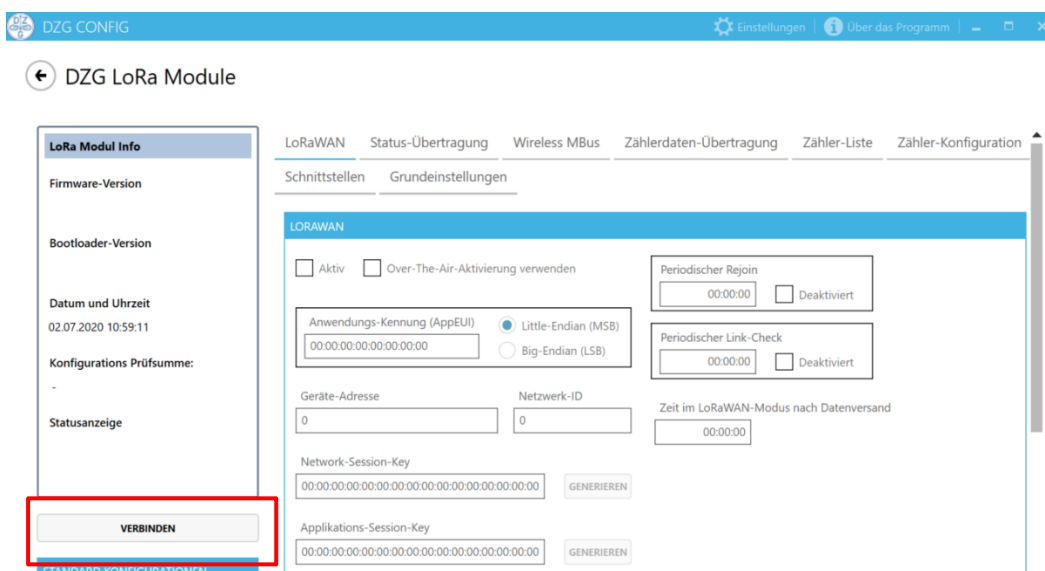 DZG
DZG CONFIG
Einstellungen
Über das Programm
DZG LoRa Module
LoRa Modul Info
Firmware-Version
Bootloader-Version
Datum und Uhrzeit
02.07.2020 10:59:11
Konfigurations Prüfsumme:
-
Statusanzeige
VERBINDEN
STANDARD KONFIGURATIONEN
LoRaWAN
Status-Übertragung
Wireless MBus
Zählerdaten-Übertragung
Zähler-Liste
Zähler-Konfiguration
Schnittstellen
Grundeinstellungen
LORAWAN
Aktiv
Over-The-Air-Aktivierung verwenden
Anwendungs-Kennung (AppEUI)
00:00:00:00:00:00:00:00
Little-Endian (MSB)
Big-Endian (LSB)
Geräte-Adresse
0
Netzwerk-ID
0
Network-Session-Key
00:00:00:00:00:00:00:00:00:00:00:00:00:00:00:00
GENERIEREN
Applikations-Session-Key
00:00:00:00:00:00:00:00:00:00:00:00:00:00:00:00
GENERIEREN
Periodischer Rejoin
00:00:00
Deaktiviert
Periodischer Link-Check
00:00:00
Deaktiviert
Zeit im LoRaWAN-Modus nach Datenversand
00:00:00